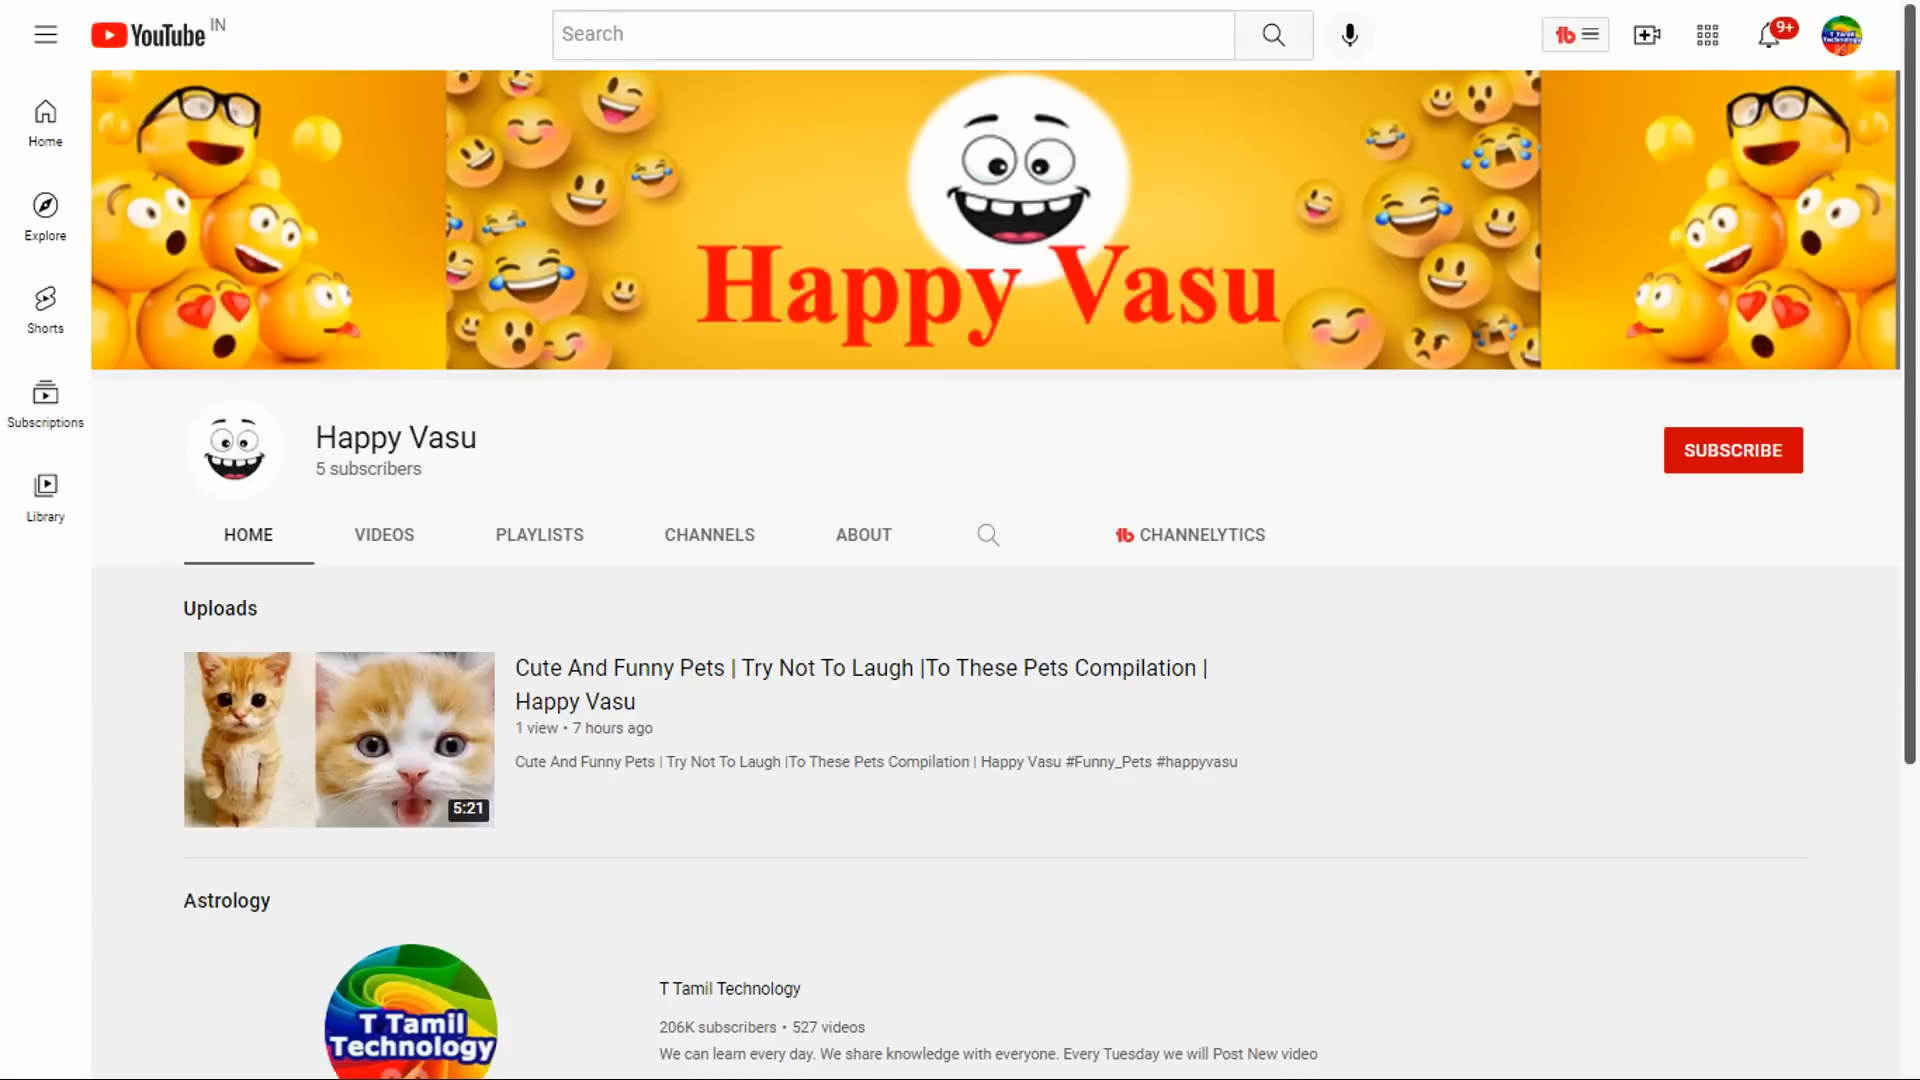 YouTube IN
Search
9+
Home
Explore
Shorts
Subscriptions
Library
Happy Vasu
Happy Vasu
5 subscribers
SUBSCRIBE
HOME VIDEOS PLAYLISTS CHANNELS ABOUT tb CHANNELYTICS
Uploads
5:21
Cute And Funny Pets | Try Not To Laugh |To These Pets Compilation |
Happy Vasu
1 view • 7 hours ago
Cute And Funny Pets | Try Not To Laugh |To These Pets Compilation | Happy Vasu #Funny_Pets #happyvasu
Astrology
T Tamil
Technology
T Tamil Technology
206K subscribers • 527 videos
We can learn every day. We share knowledge with everyone. Every Tuesday we will Post New video